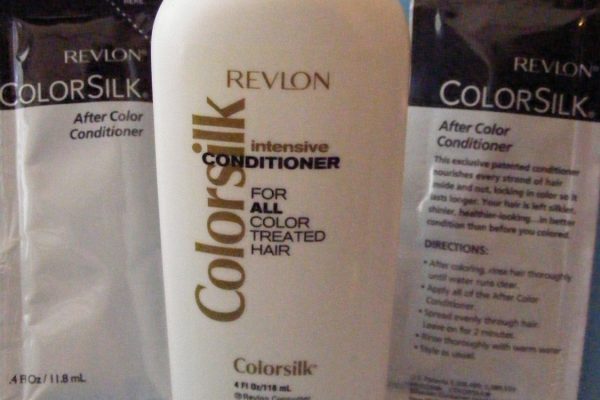 REVLON
COLORSILK®
After Color
Conditioner
.4 Fl Oz/11.8 mL
REVLON
Colorsilk
intensive
CONDITIONER
FOR
ALL
COLOR
TREATED
HAIR
Colorsilk®
4 Fl Oz/118 mL
REVLON
COLORSILK®
After Color
Conditioner
This exclusive patented conditioner
nourishes every strand of hair
inside and out, locking in color so it
lasts longer. Your hair is left silkier,
shinier, healthier-looking...in better
condition than before you colored.
DIRECTIONS:
• After coloring, rinse hair thoroughly
until water runs clear.
• Apply all of the After Color
Conditioner.
• Spread evenly through hair.
Leave on for 2 minutes.
• Rinse thoroughly with warm water
• Style as usual.